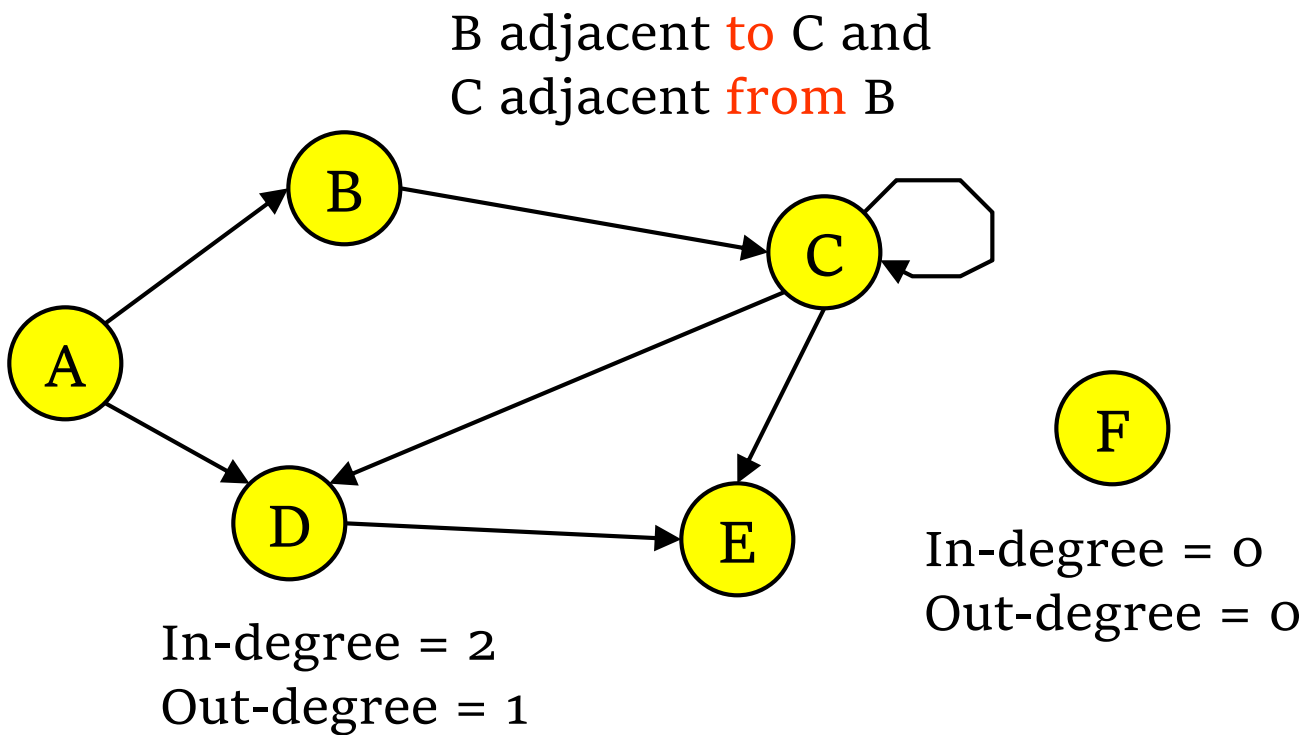 B adjacent to C and
C adjacent from B
B
C
A
F
D
E
In-degree = 0
Out-degree = 0
In-degree = 2
Out-degree = 1